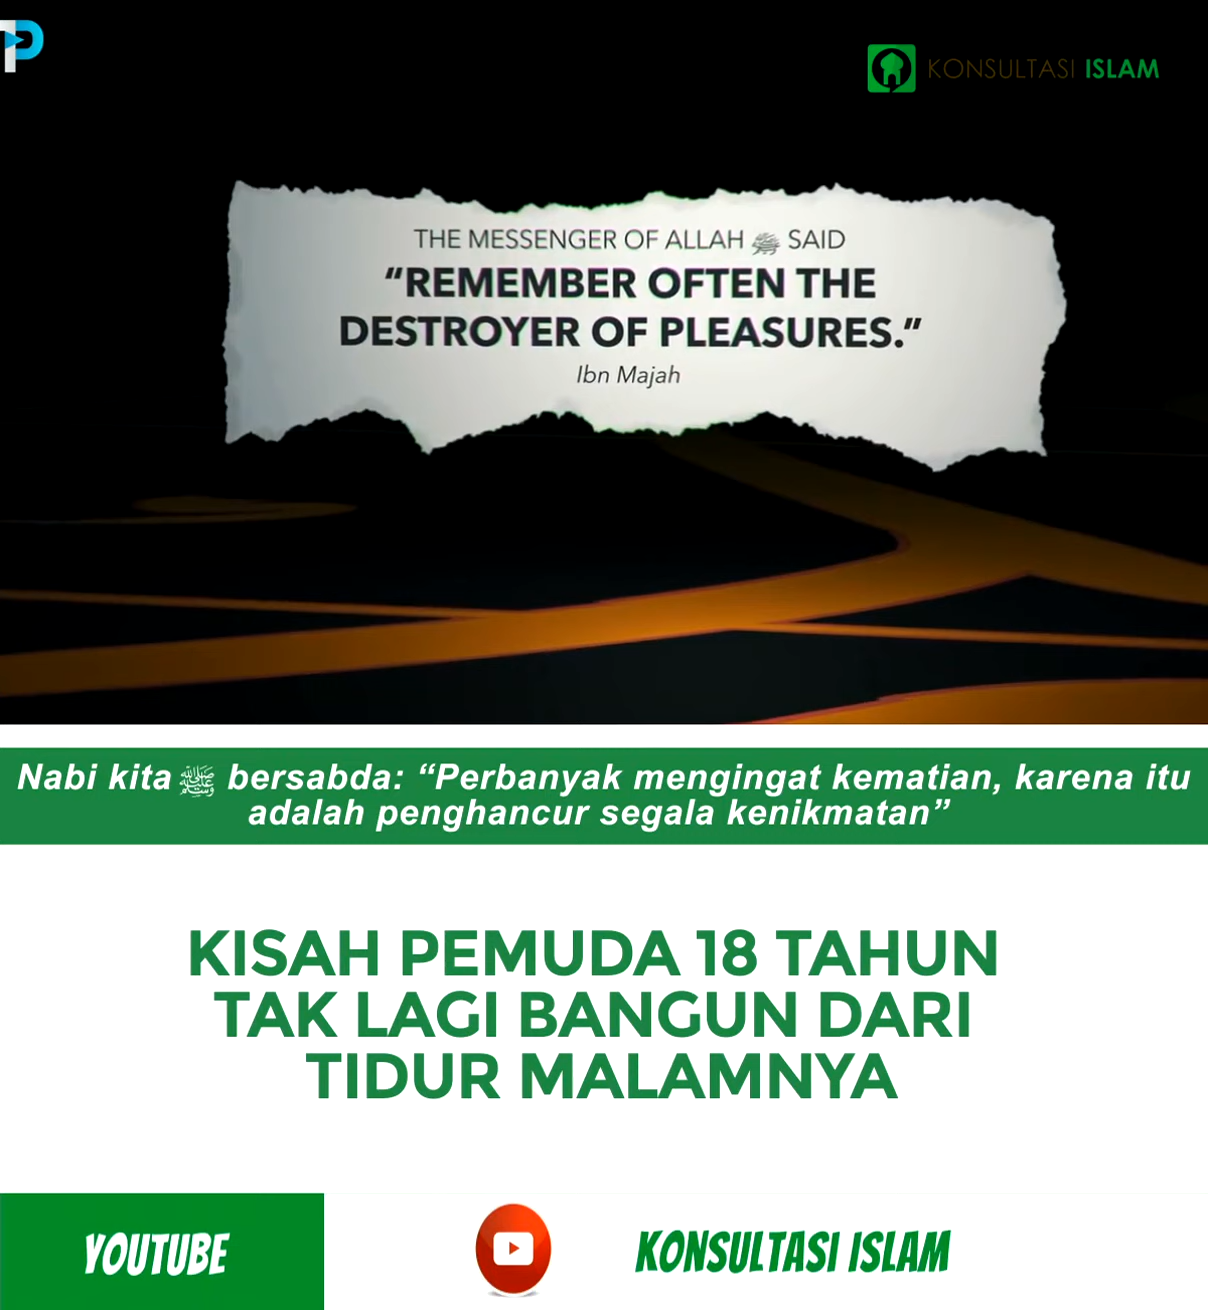 P
KONSULTASI ISLAM
THE MESSENGER OF ALLAH ﷺ SAID
“REMEMBER OFTEN THE
DESTROYER OF PLEASURES.”
Ibn Majah
Nabi kita ﷺ bersabda: “Perbanyak mengingat kematian, karena itu
adalah penghancur segala kenikmatan”
KISAH PEMUDA 18 TAHUN
TAK LAGI BANGUN DARI
TIDUR MALAMNYA
YOUTUBE
KONSULTASI ISLAM